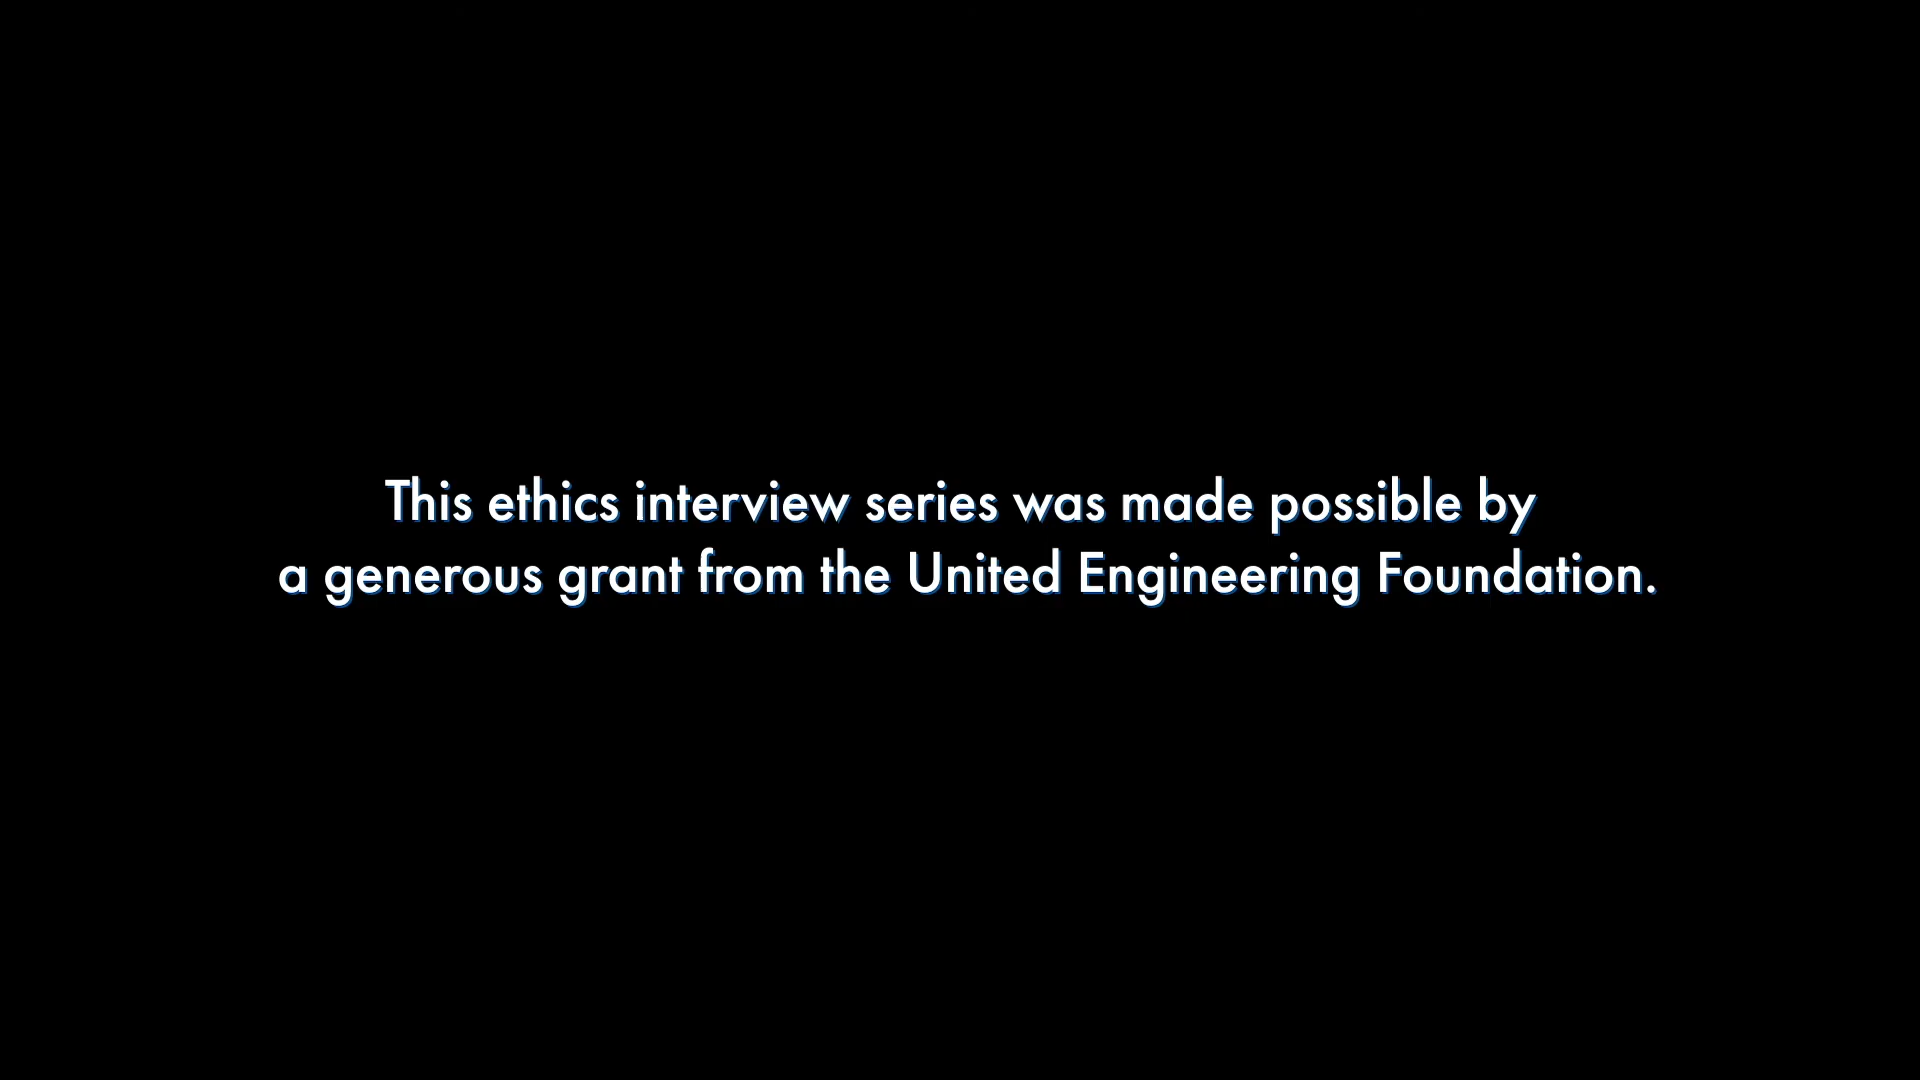 This ethics interview series was made possible by
a generous grant from the United Engineering Foundation.